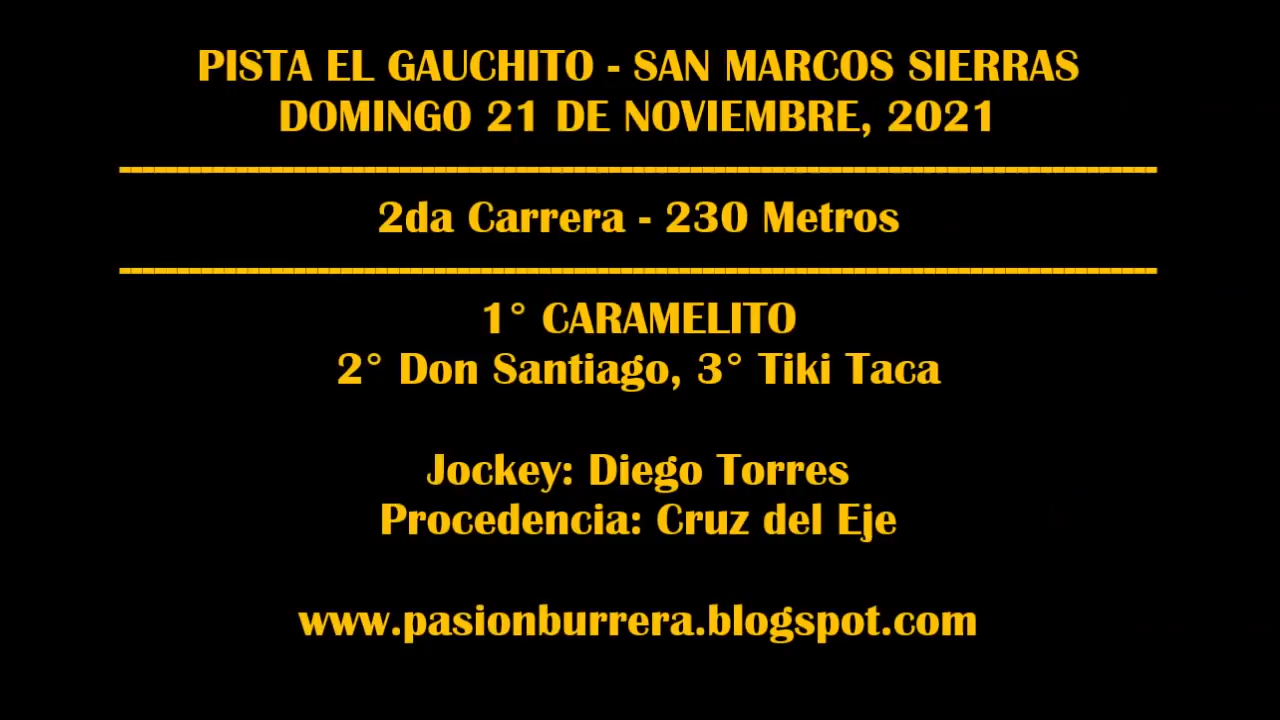 PISTA EL GAUCHITO - SAN MARCOS SIERRAS
DOMINGO 21 DE NOVIEMBRE, 2021
2da Carrera - 230 Metros
1° CARAMELITO
2° Don Santiago, 3° Tiki Taca
Jockey: Diego Torres
Procedencia: Cruz del Eje
www.pasionburrera.blogspot.com